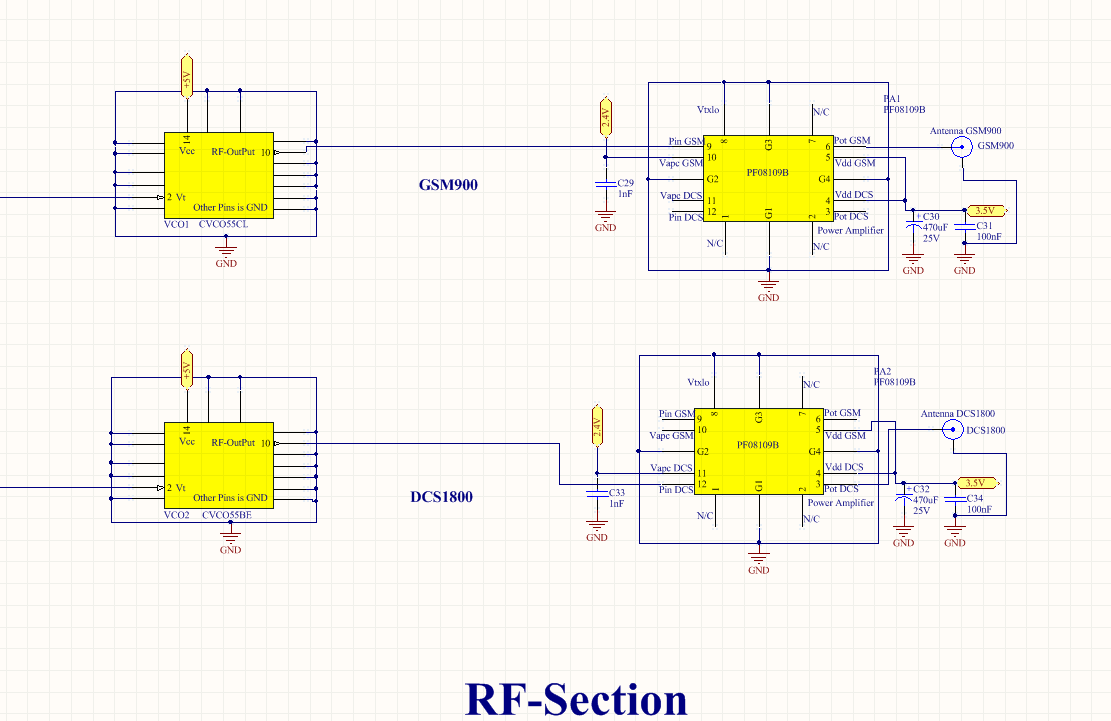 +5V
14
Vcc
RF-OutPut 10
2 Vt
Other Pins is GND
VCO1 CVCO55CL
GND
GSM900
2.4V
C29
1nF
GND
Vtxlo
N/C
PA1
PF08109B
8
G3
7
Pin GSM
9
10
Vapc GSM
G2
Vapc DCS
11
12
Pin DCS
PF08109B
6
Pot GSM
5
Vdd GSM
G4
Vdd DCS
4
3
Pot DCS
1
G1
2
Power Amplifier
N/C
N/C
GND
Antenna GSM900
GSM900
3.5V
+
C30
470uF
25V
GND
C31
100nF
GND
+5V
14
Vcc
RF-OutPut 10
2 Vt
Other Pins is GND
VCO2 CVCO55BE
GND
DCS1800
2.4V
C33
1nF
GND
Vtxlo
N/C
PA2
PF08109B
8
G3
7
Pin GSM
9
10
Vapc GSM
G2
Vapc DCS
11
12
Pin DCS
PF08109B
6
Pot GSM
5
Vdd GSM
G4
Vdd DCS
4
3
Pot DCS
1
G1
2
Power Amplifier
N/C
N/C
GND
Antenna DCS1800
DCS1800
3.5V
+
C32
470uF
25V
GND
C34
100nF
GND
RF-Section